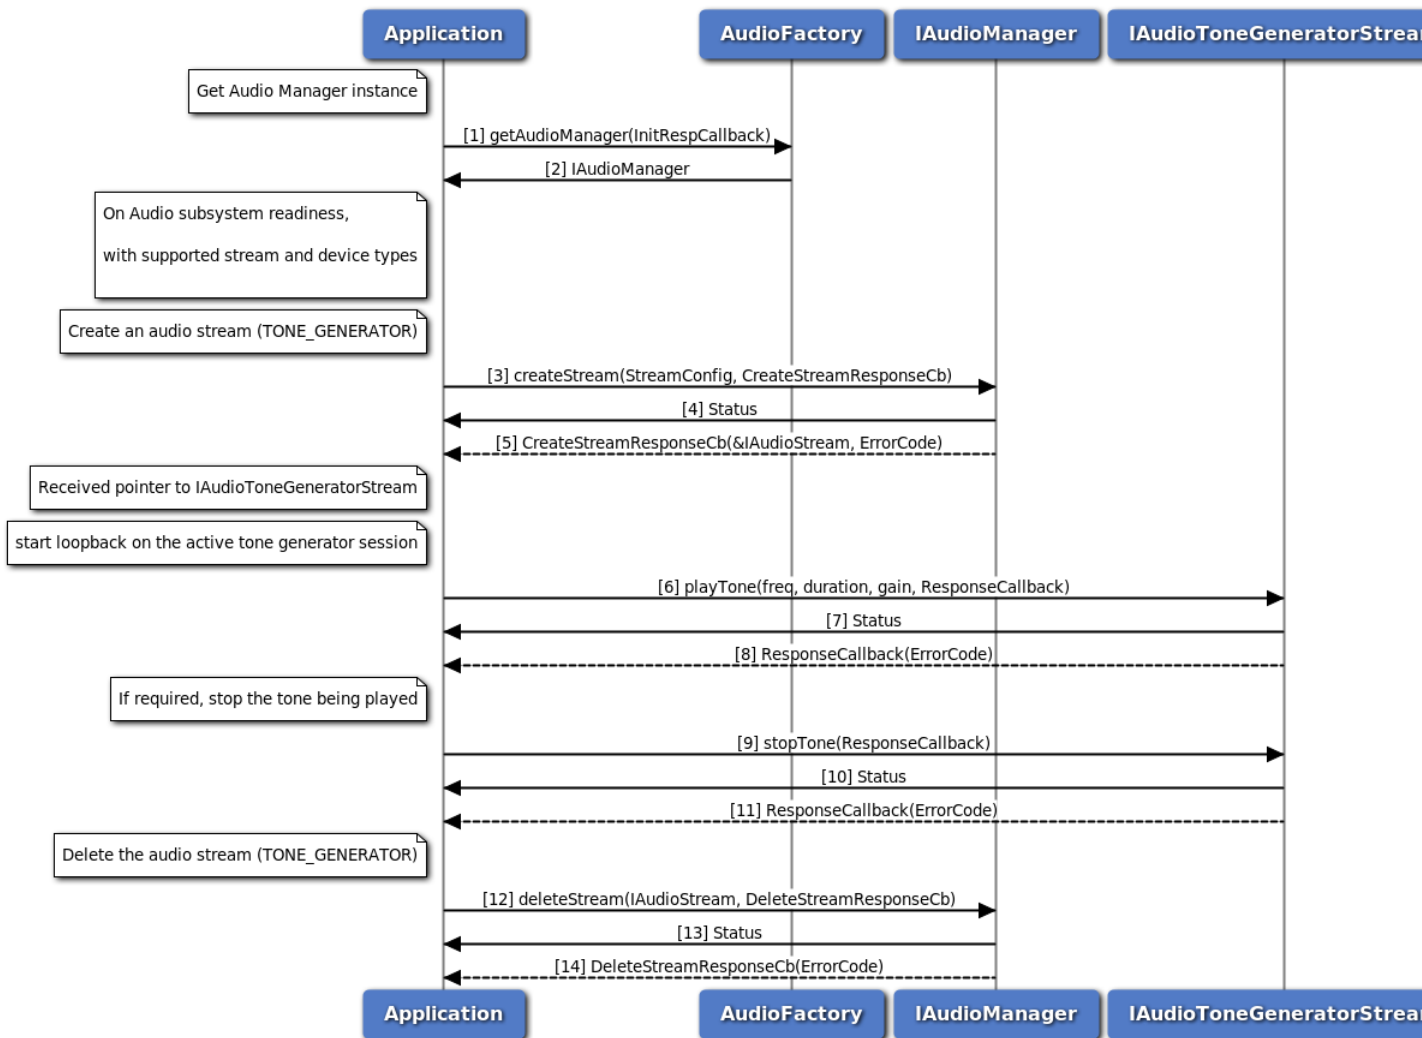 Application
AudioFactory
IAudioManager
IAudioToneGeneratorStrea
Get Audio Manager instance
[1] getAudioManager(InitRespCallback)
[2] IAudioManager
On Audio subsystem readiness,
with supported stream and device types
Create an audio stream (TONE_GENERATOR)
[3] createStream(StreamConfig, CreateStreamResponseCb)
[4] Status
[5] CreateStreamResponseCb(&IAudioStream, ErrorCode)
Received pointer to IAudioToneGeneratorStream
start loopback on the active tone generator session
[6] playTone(freq, duration, gain, ResponseCallback)
[7] Status
[8] ResponseCallback(ErrorCode)
If required, stop the tone being played
[9] stopTone(ResponseCallback)
[10] Status
[11] ResponseCallback(ErrorCode)
Delete the audio stream (TONE_GENERATOR)
[12] deleteStream(IAudioStream, DeleteStreamResponseCb)
[13] Status
[14] DeleteStreamResponseCb(ErrorCode)
Application
AudioFactory
IAudioManager
IAudioToneGeneratorStrea